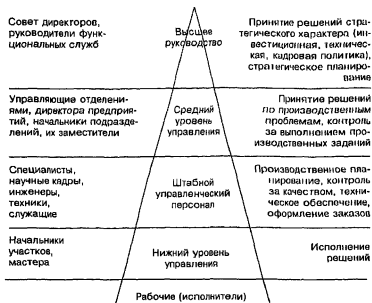 Совет директоров,
руководители функ-
циональных служб
Высшее
руководство
Принятие решений стра-
тегического характера (ин-
вестиционная, техничес-
кая, кадровая политика),
стратегическое планиро-
вание
Управляющие отделени-
ями, директора предприя-
тий, начальники подразде-
лений, их заместители
Средний
уровень
управления
Принятие решений
по производственным
проблемам, контроль
за выполнением про-
изводственных заданий
Специалисты,
научные кадры,
инженеры,
техники,
служащие
Штабной
управленческий
персонал
Производственное пла-
нирование, контроль
за качеством, техни-
ческое обеспечение,
оформление заказов
Начальники
участков,
мастера
Нижний уровень
управления
Исполнение
решений
Рабочие (исполнители)